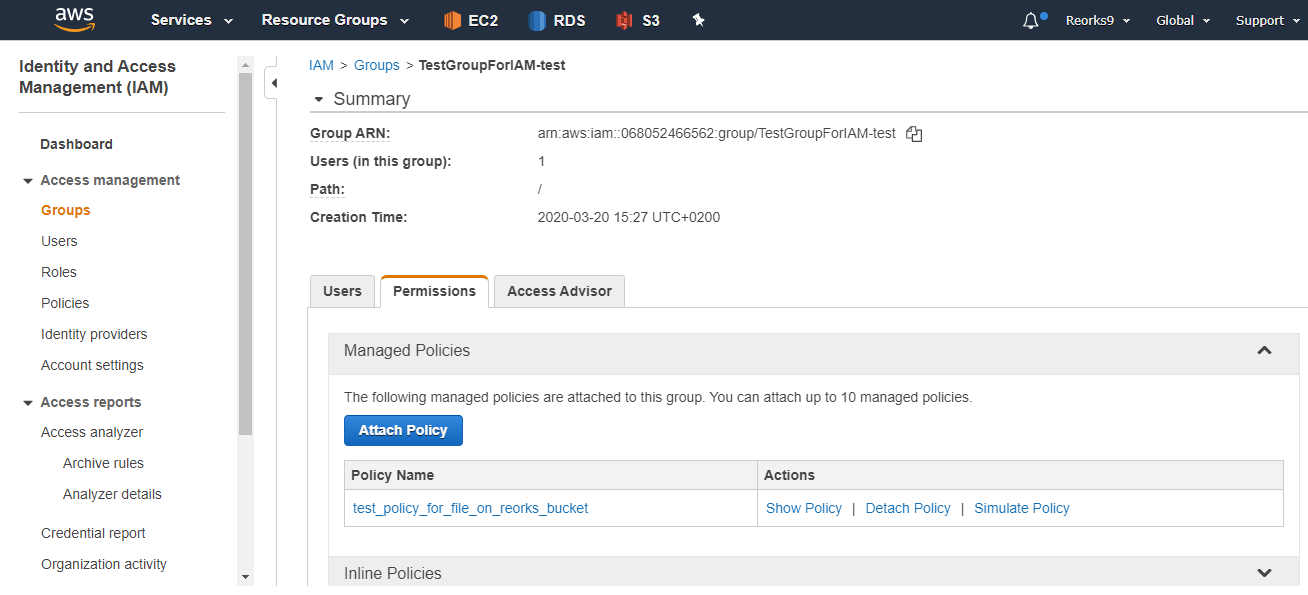 aws Services Resource Groups EC2 RDS S3 Reorks9 Global Support
Identity and Access
Management (IAM)
Dashboard
Access management
Groups
Users
Roles
Policies
Identity providers
Account settings
Access reports
Access analyzer
Archive rules
Analyzer details
Credential report
Organization activity
IAM > Groups > TestGroupForIAM-test
Summary
Group ARN: arn:aws:iam::068052466562:group/TestGroupForIAM-test
Users (in this group): 1
Path: /
Creation Time: 2020-03-20 15:27 UTC+0200
Users Permissions Access Advisor
Managed Policies
The following managed policies are attached to this group. You can attach up to 10 managed policies.
Attach Policy
Policy Name Actions
test_policy_for_file_on_reorks_bucket Show Policy | Detach Policy | Simulate Policy
Inline Policies